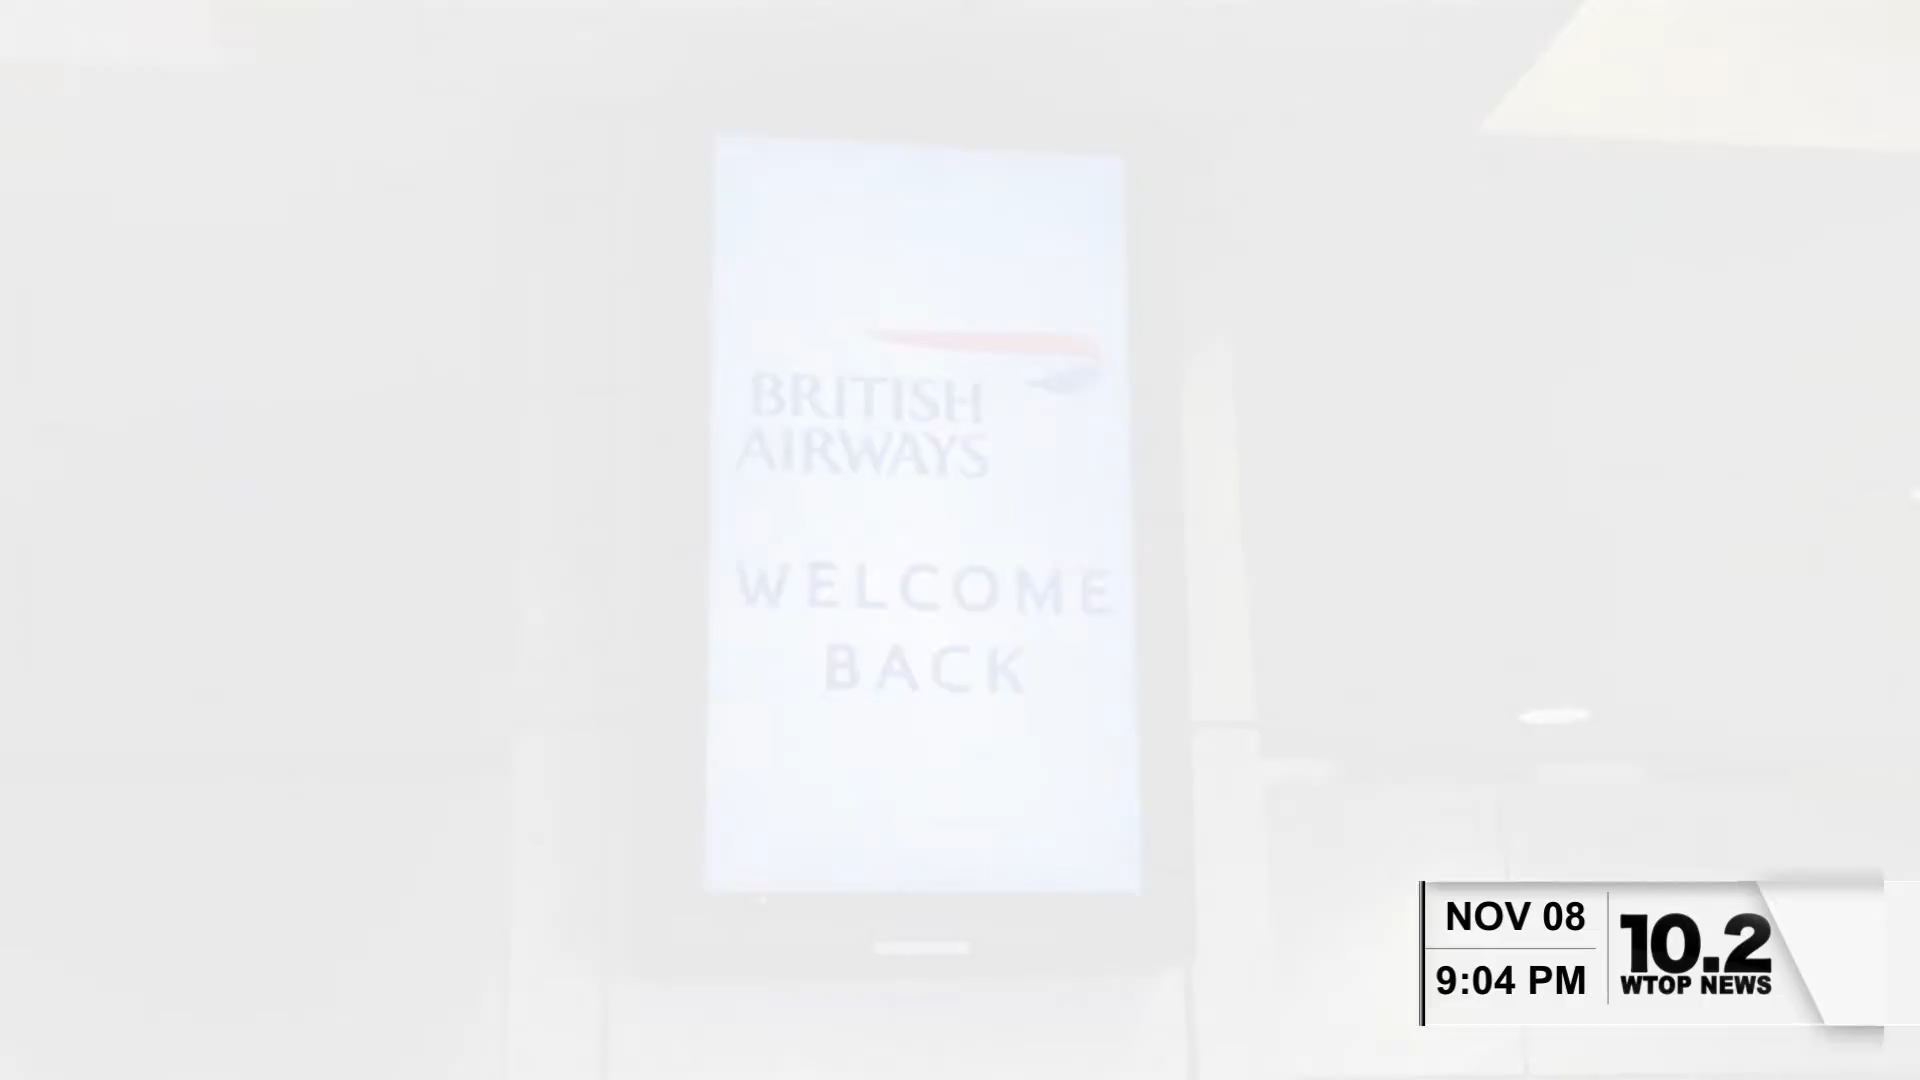 BRITISH
AIRWAYS
WELCOME
BACK
NOV 08
9:04 PM
10.2
WTOP NEWS